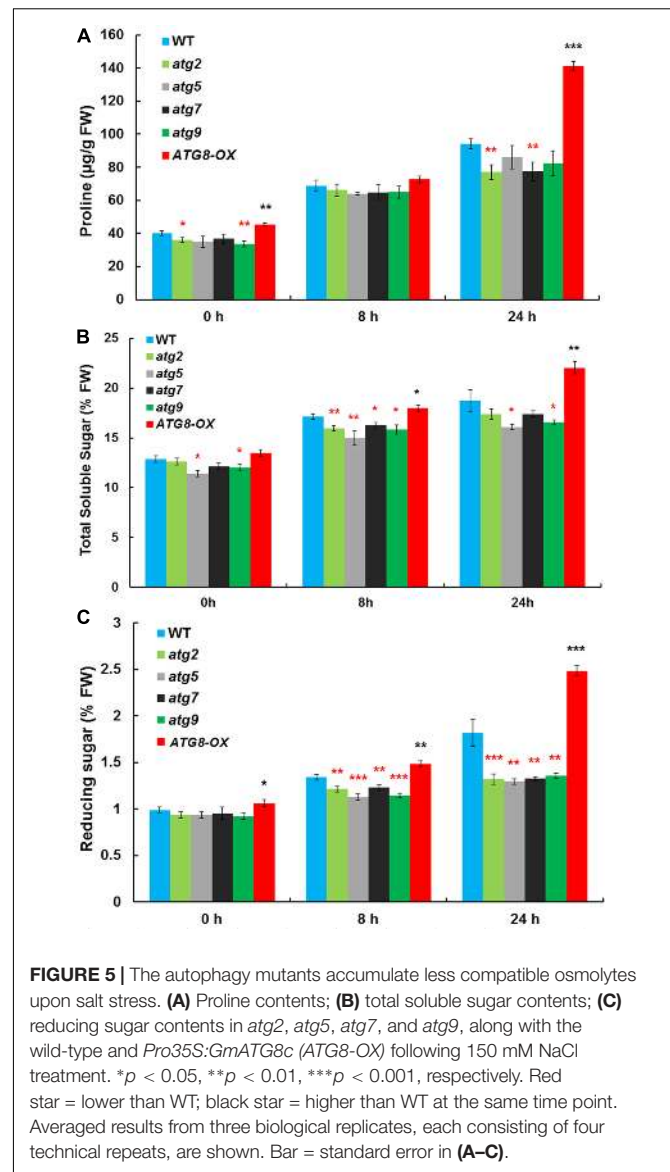 A
WT
atg2
atg5
atg7
atg9
ATG8-OX
Proline (µg/g FW)
160
140
120
100
80
60
40
20
0
*
**
**
**
**
***
0 h
8 h
24 h
B
WT
atg2
atg5
atg7
atg9
ATG8-OX
Total Soluble Sugar (% FW)
25
20
15
10
5
0
*
*
**
**
*
*
*
*
*
**
0h
8h
24h
C
WT
atg2
atg5
atg7
atg9
ATG8-OX
Reducing sugar (% FW)
3
2.5
2
1.5
1
0.5
0
*
**
***
**
***
**
***
**
**
**
***
0 h
8 h
24 h
FIGURE 5 | The autophagy mutants accumulate less compatible osmolytes
upon salt stress. (A) Proline contents; (B) total soluble sugar contents; (C)
reducing sugar contents in atg2, atg5, atg7, and atg9, along with the
wild-type and Pro35S:GmATG8c (ATG8-OX) following 150 mM NaCl
treatment. *p < 0.05, **p < 0.01, ***p < 0.001, respectively. Red
star = lower than WT; black star = higher than WT at the same time point.
Averaged results from three biological replicates, each consisting of four
technical repeats, are shown. Bar = standard error in (A–C).